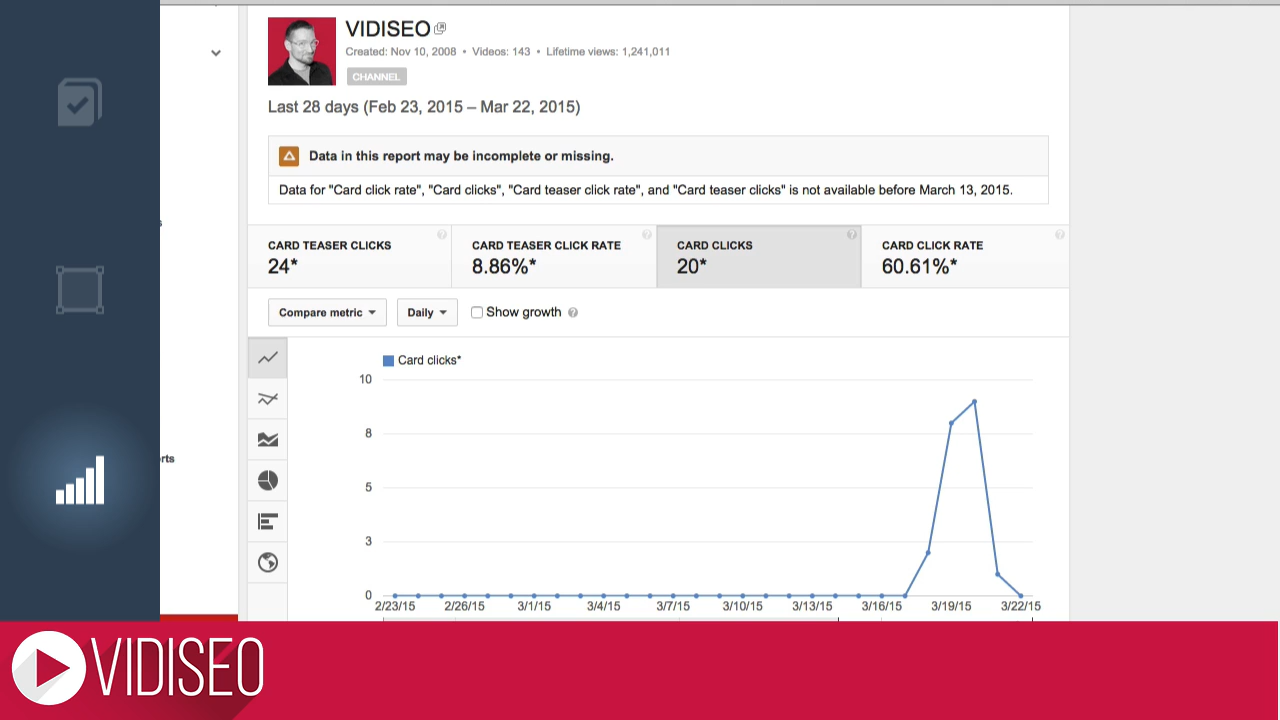 VIDISEO
Created: Nov 10, 2008 • Videos: 143 • Lifetime views: 1,241,011
CHANNEL
Last 28 days (Feb 23, 2015 – Mar 22, 2015)
Data in this report may be incomplete or missing.
Data for "Card click rate", "Card clicks", "Card teaser click rate", and "Card teaser clicks" is not available before March 13, 2015.
CARD TEASER CLICKS ? CARD TEASER CLICK RATE ? CARD CLICKS ? CARD CLICK RATE ?
24* 8.86%* 20* 60.61%*
Compare metric Daily Show growth ?
Card clicks*
10
8
5
rts
3
0
2/23/15 2/26/15 3/1/15 3/4/15 3/7/15 3/10/15 3/13/15 3/16/15 3/19/15 3/22/15
VIDISEO